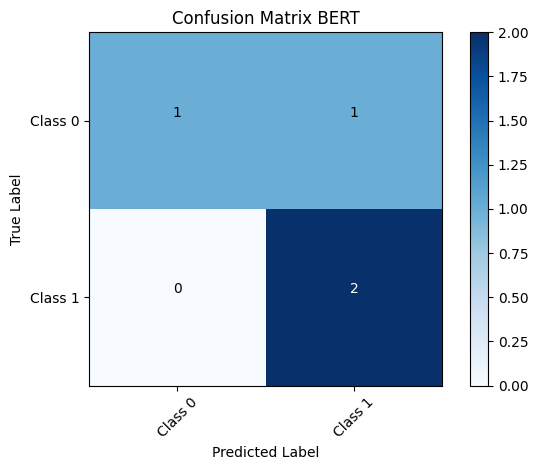 Confusion Matrix BERT
True Label
Class 0
Class 1
1 1
0 2
Class 0 Class 1
Predicted Label
2.00
1.75
1.50
1.25
1.00
0.75
0.50
0.25
0.00